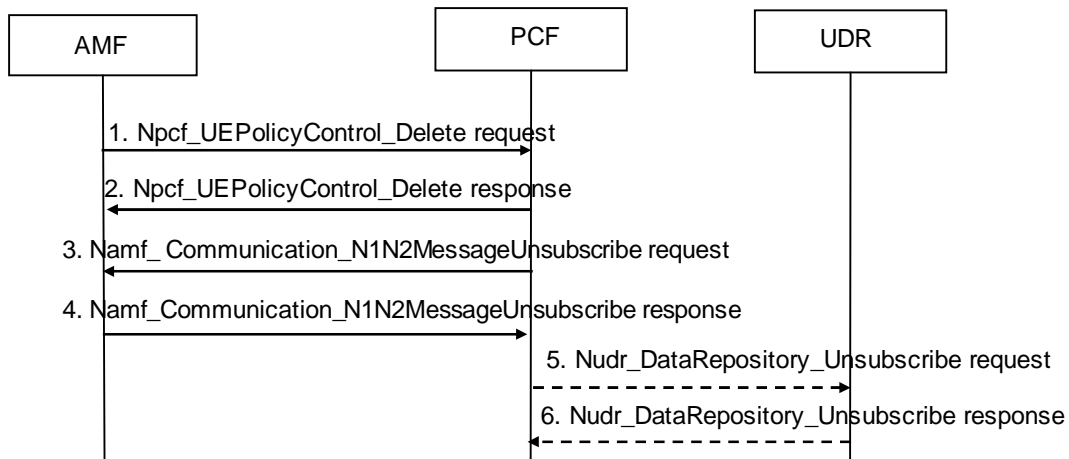 AMF
PCF
UDR
1. Npcf_UEPolicyControl_Delete request
2. Npcf_UEPolicyControl_Delete response
3. Namf_ Communication_N1N2MessageUnsubscribe request
4. Namf_Communication_N1N2MessageUnsubscribe response
5. Nudr_DataRepository_Unsubscribe request
6. Nudr_DataRepository_Unsubscribe response